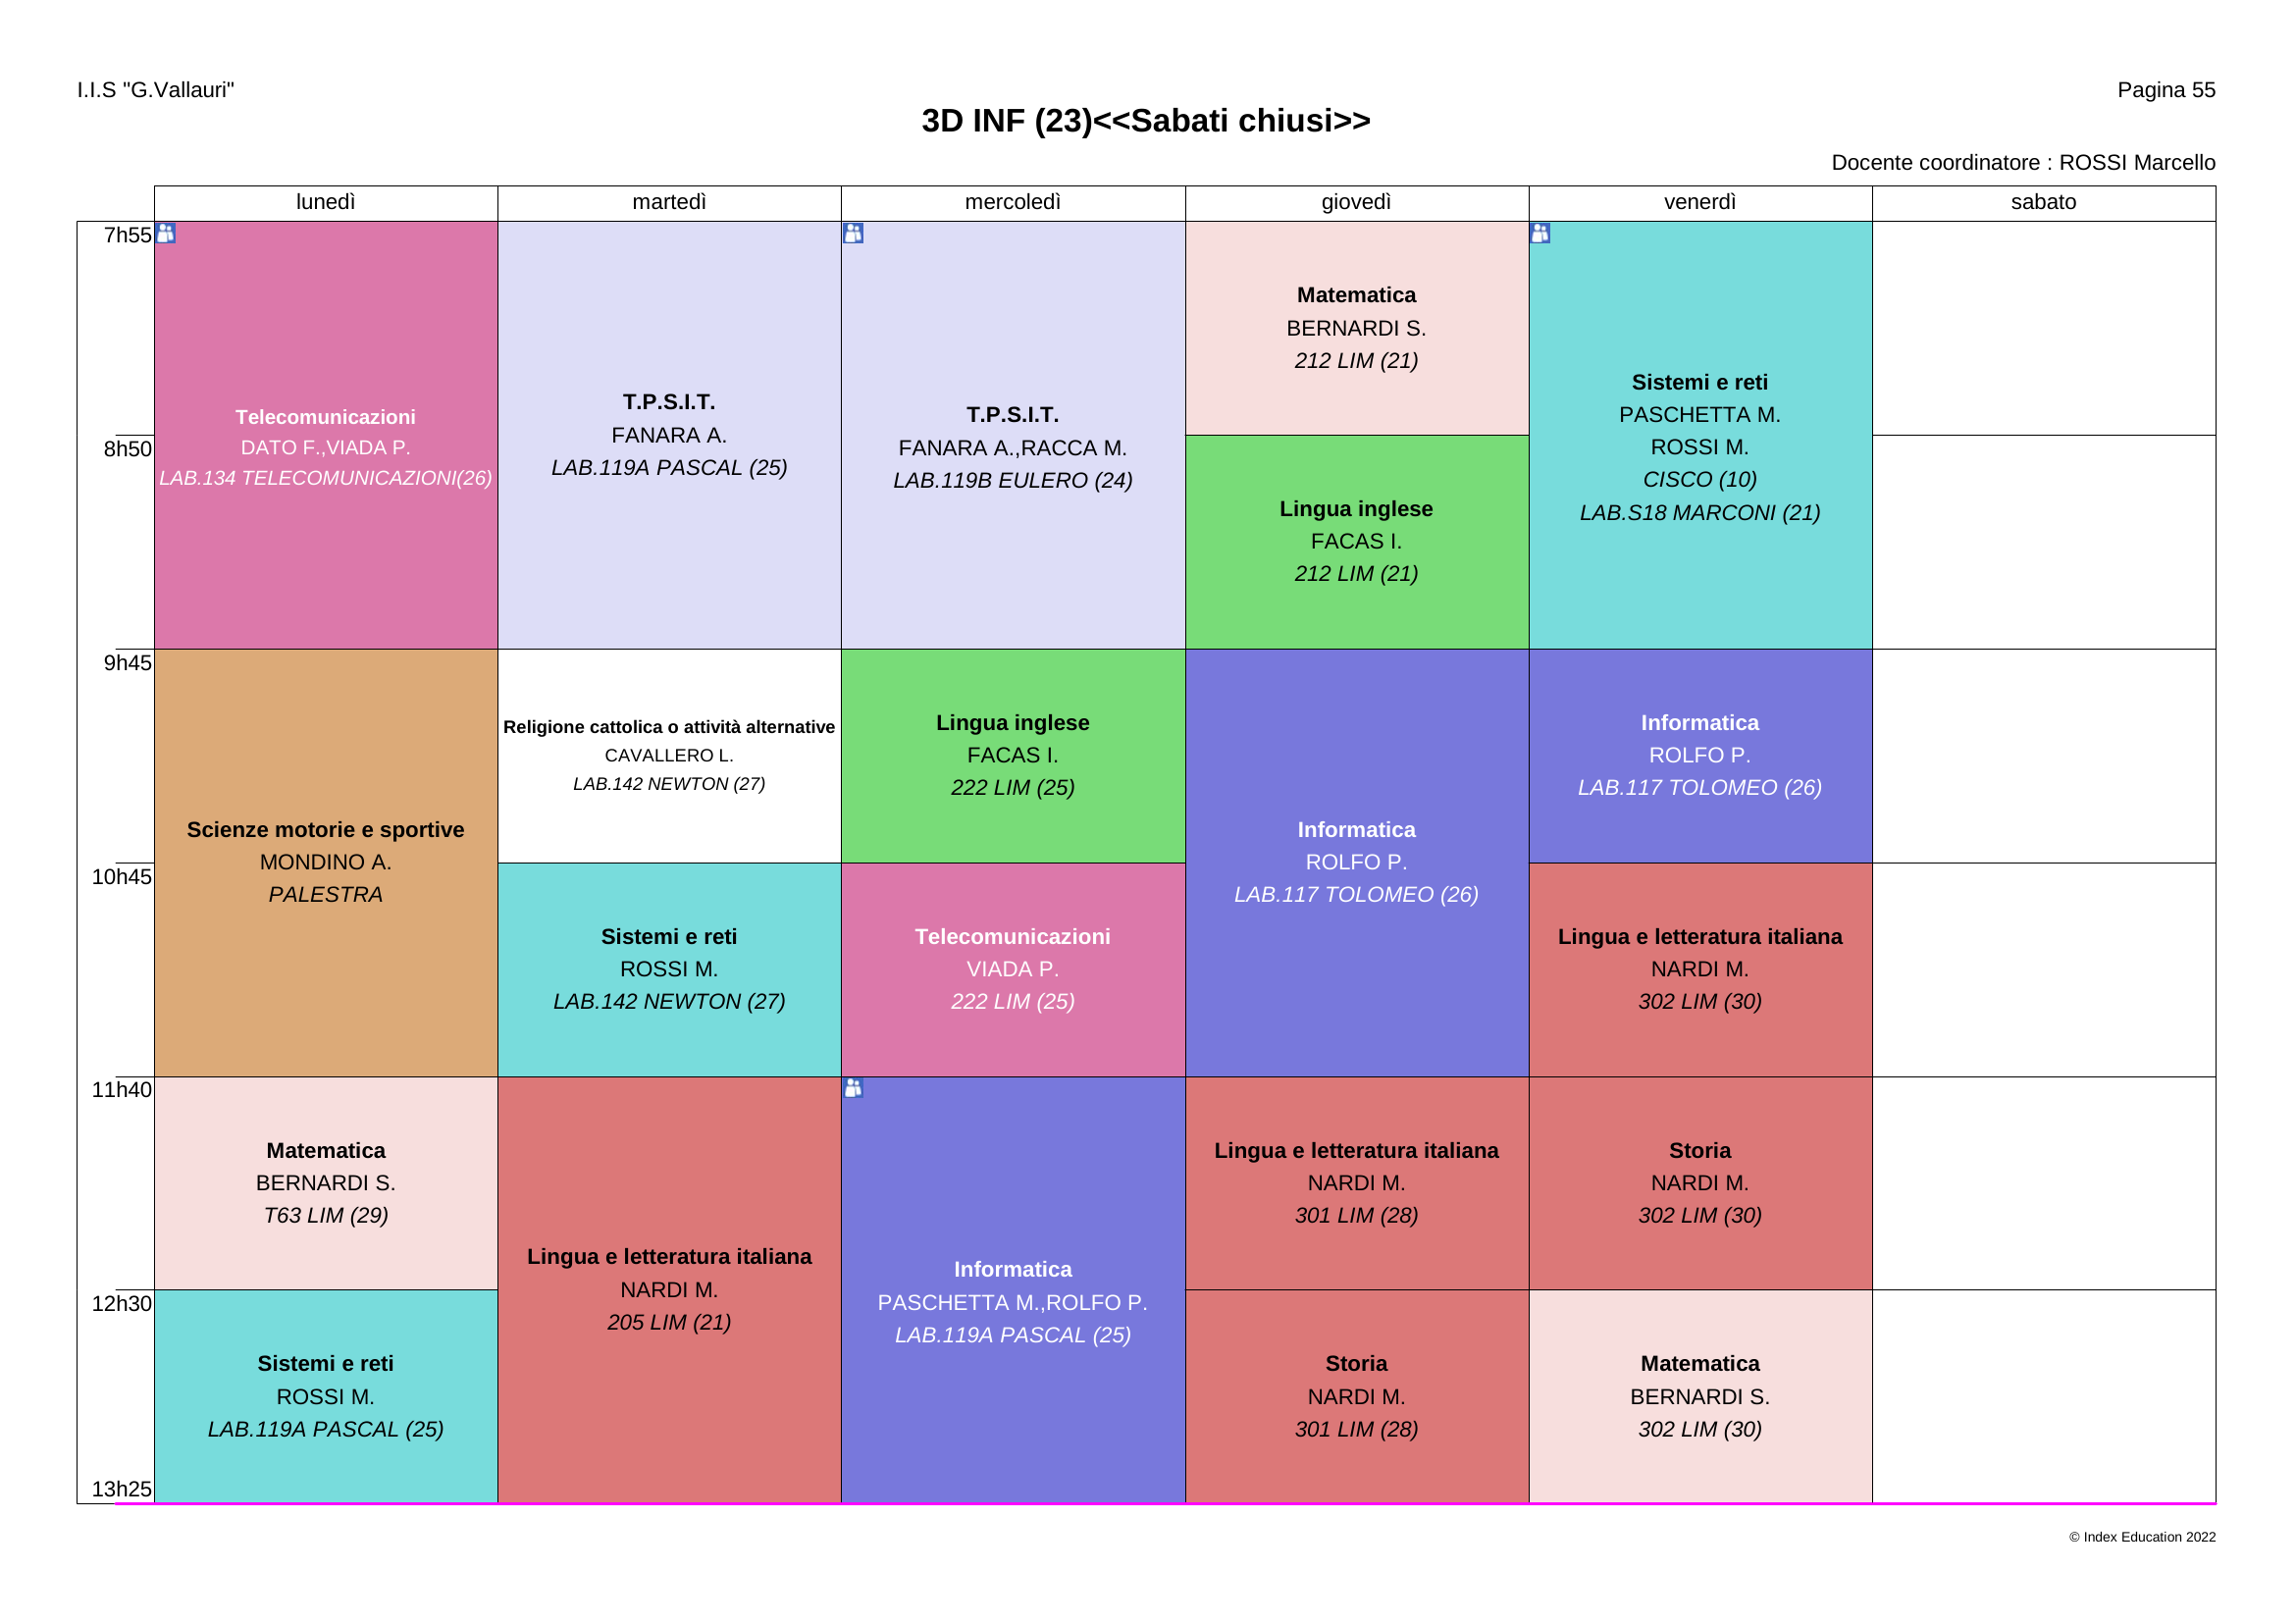 I.I.S "G.Vallauri"
Pagina 55
3D INF (23)<<Sabati chiusi>>
Docente coordinatore : ROSSI Marcello
lunedì
martedì
mercoledì
giovedì
venerdì
sabato
7h55
Telecomunicazioni
DATO F.,VIADA P.
LAB.134 TELECOMUNICAZIONI(26)
T.P.S.I.T.
FANARA A.
LAB.119A PASCAL (25)
T.P.S.I.T.
FANARA A.,RACCA M.
LAB.119B EULERO (24)
Matematica
BERNARDI S.
212 LIM (21)
Sistemi e reti
PASCHETTA M.
ROSSI M.
CISCO (10)
LAB.S18 MARCONI (21)
8h50
Lingua inglese
FACAS I.
212 LIM (21)
9h45
Scienze motorie e sportive
MONDINO A.
PALESTRA
Religione cattolica o attività alternative
CAVALLERO L.
LAB.142 NEWTON (27)
Lingua inglese
FACAS I.
222 LIM (25)
Informatica
ROLFO P.
LAB.117 TOLOMEO (26)
Informatica
ROLFO P.
LAB.117 TOLOMEO (26)
10h45
Sistemi e reti
ROSSI M.
LAB.142 NEWTON (27)
Telecomunicazioni
VIADA P.
222 LIM (25)
Lingua e letteratura italiana
NARDI M.
302 LIM (30)
11h40
Matematica
BERNARDI S.
T63 LIM (29)
Lingua e letteratura italiana
NARDI M.
205 LIM (21)
Informatica
PASCHETTA M.,ROLFO P.
LAB.119A PASCAL (25)
Lingua e letteratura italiana
NARDI M.
301 LIM (28)
Storia
NARDI M.
302 LIM (30)
12h30
Sistemi e reti
ROSSI M.
LAB.119A PASCAL (25)
Storia
NARDI M.
301 LIM (28)
Matematica
BERNARDI S.
302 LIM (30)
13h25
© Index Education 2022